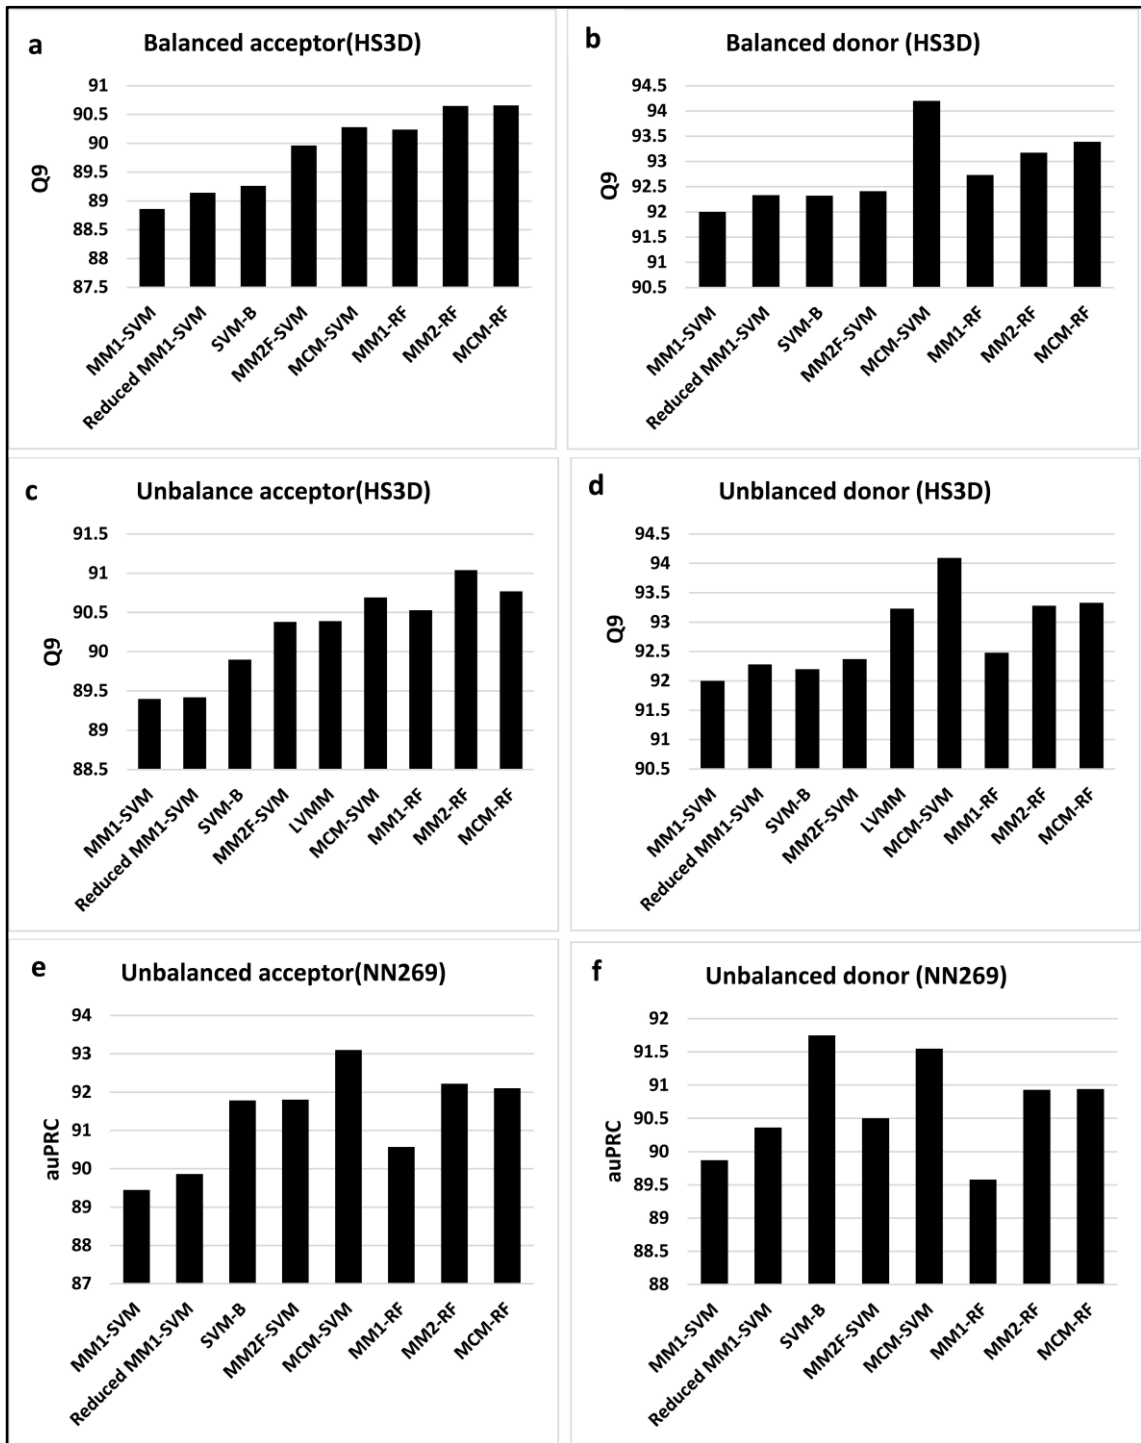 a
Balanced acceptor(HS3D)
91
90.5
90
89.5
89
88.5
88
87.5
Q9
MM1-SVM
Reduced MM1-SVM
SVM-B
MM2F-SVM
MCM-SVM
MM1-RF
MM2-RF
MCM-RF
b
Balanced donor (HS3D)
94.5
94
93.5
93
92.5
92
91.5
91
90.5
Q9
MM1-SVM
Reduced MM1-SVM
SVM-B
MM2F-SVM
MCM-SVM
MM1-RF
MM2-RF
MCM-RF
c
Unbalance acceptor(HS3D)
91.5
91
90.5
90
89.5
89
88.5
Q9
MM1-SVM
Reduced MM1-SVM
SVM-B
MM2F-SVM
LVMM
MCM-SVM
MM1-RF
MM2-RF
MCM-RF
d
Unblanced donor (HS3D)
94.5
94
93.5
93
92.5
92
91.5
91
90.5
Q9
MM1-SVM
Reduced MM1-SVM
SVM-B
MM2F-SVM
LVMM
MCM-SVM
MM1-RF
MM2-RF
MCM-RF
e
Unbalanced acceptor(NN269)
94
93
92
91
90
89
88
87
auPRC
MM1-SVM
Reduced MM1-SVM
SVM-B
MM2F-SVM
MCM-SVM
MM1-RF
MM2-RF
MCM-RF
f
Unbalanced donor (NN269)
92
91.5
91
90.5
90
89.5
89
88.5
88
auPRC
MM1-SVM
Reduced MM1-SVM
SVM-B
MM2F-SVM
MCM-SVM
MM1-RF
MM2-RF
MCM-RF